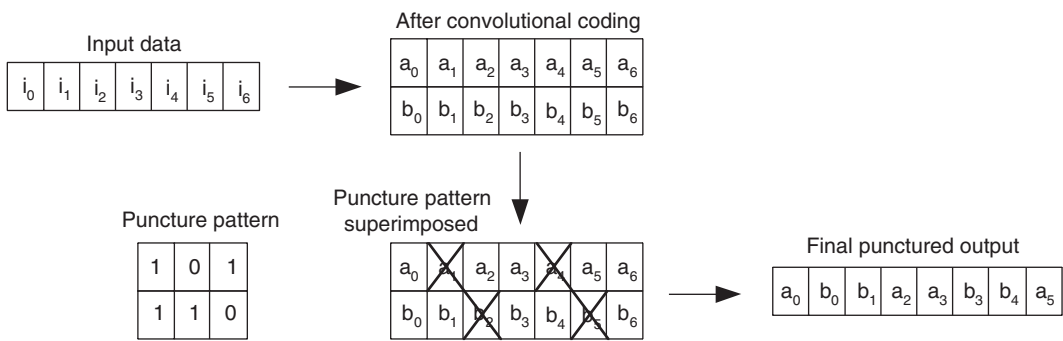 After convolutional coding
Input data
i₀ i₁ i₂ i₃ i₄ i₅ i₆
a₀ a₁ a₂ a₃ a₄ a₅ a₆
b₀ b₁ b₂ b₃ b₄ b₅ b₆
Puncture pattern
1 0 1
1 1 0
Puncture pattern
superimposed
a₀ a₁ a₂ a₃ a₄ a₅ a₆
b₀ b₁ b₂ b₃ b₄ b₅ b₆
Final punctured output
a₀ b₀ b₁ a₂ a₃ b₃ b₄ a₅